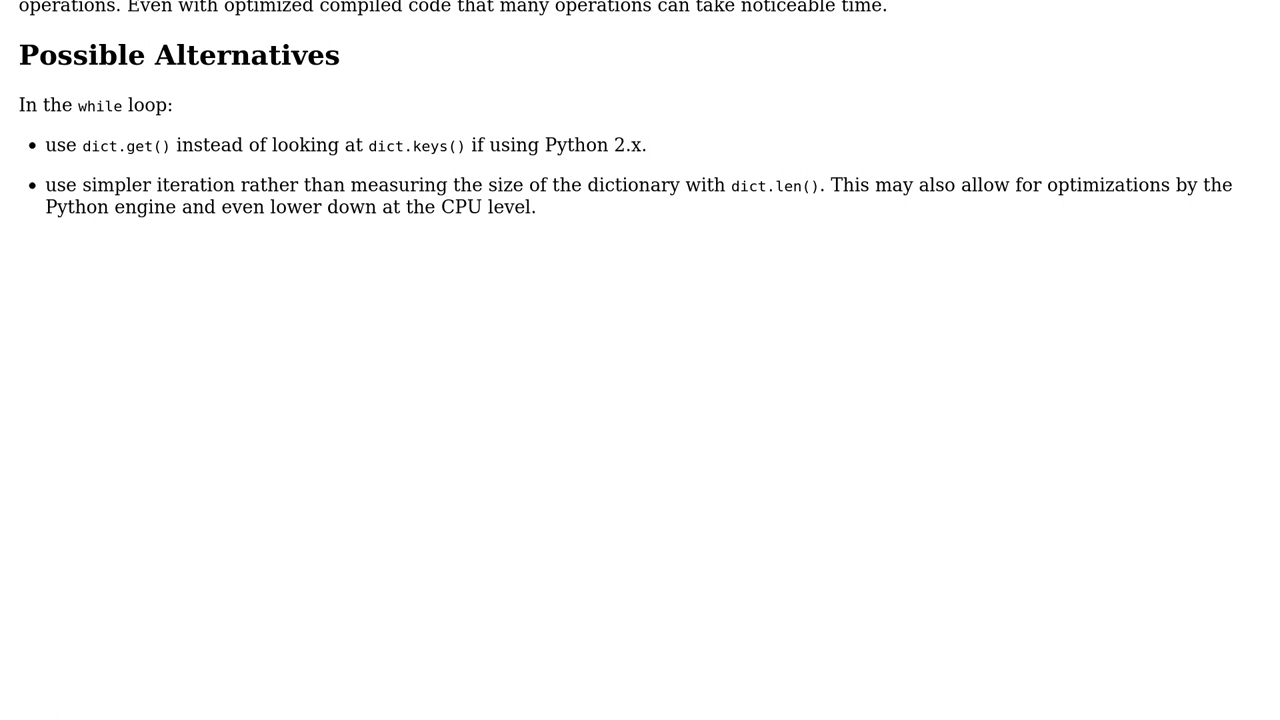 operations. Even with optimized compiled code that many operations can take noticeable time.
Possible Alternatives
In the while loop:
• use dict.get() instead of looking at dict.keys() if using Python 2.x.
• use simpler iteration rather than measuring the size of the dictionary with dict.len(). This may also allow for optimizations by the
Python engine and even lower down at the CPU level.